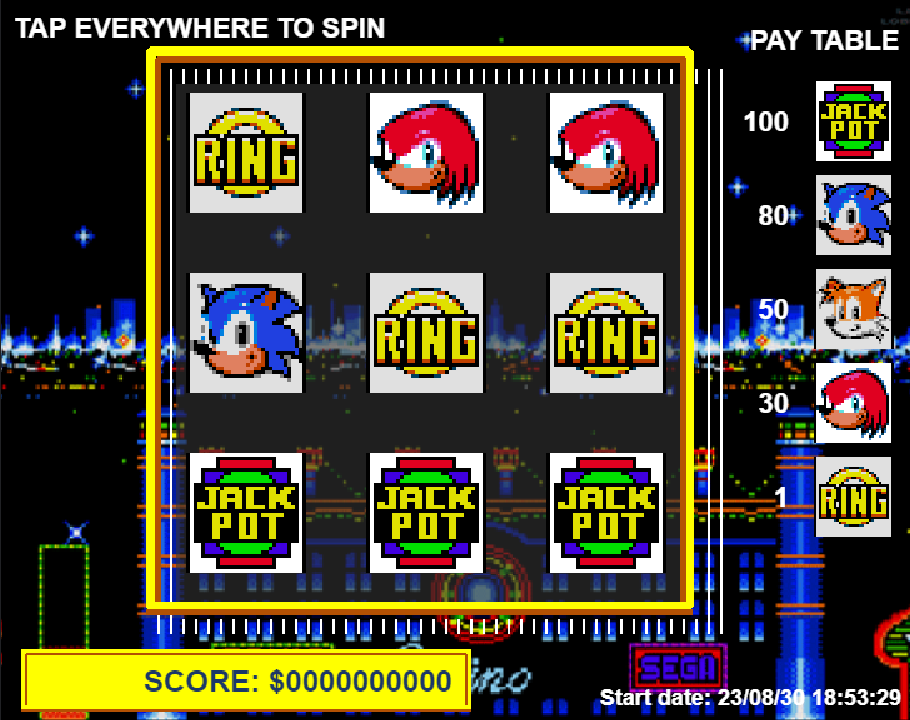 TAP EVERYWHERE TO SPIN
PAY TABLE
RING
100
JACK
POT
80
RING
RING
50
30
JACK
POT
JACK
POT
JACK
POT
1
RING
SCORE: $0000000000
SEGA
Start date: 23/08/30 18:53:29